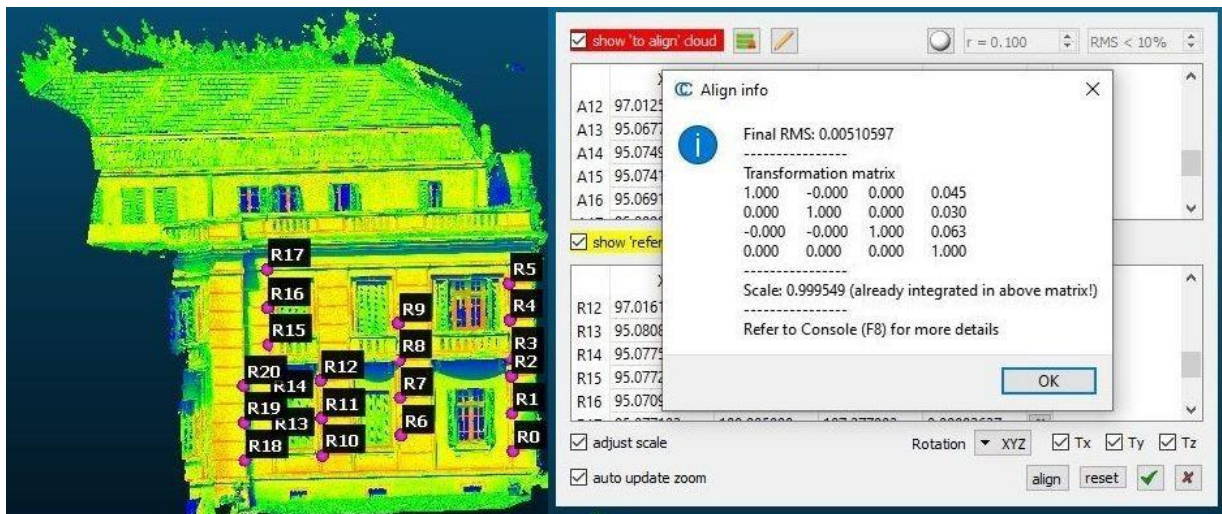 R17
R5
R16
R4
R9
R15
R3
R8
R2
R12
R20
R14
R7
R11
R1
R19
R13
R6
R10
R0
R18
show 'to align' cloud
r = 0.100
RMS < 10%
A12 97.0125
A13 95.0677
A14 95.0749
A15 95.0741
A16 95.0691
show 'refer
R12 97.0161
R13 95.0808
R14 95.0775
R15 95.0772
R16 95.0709
Align info
Final RMS: 0.00510597
----------------
Transformation matrix
1.000 -0.000 0.000 0.045
0.000 1.000 0.000 0.030
-0.000 -0.000 1.000 0.063
0.000 0.000 0.000 1.000
----------------
Scale: 0.999549 (already integrated in above matrix!)
----------------
Refer to Console (F8) for more details
OK
adjust scale
Rotation XYZ Tx Ty Tz
auto update zoom
align reset